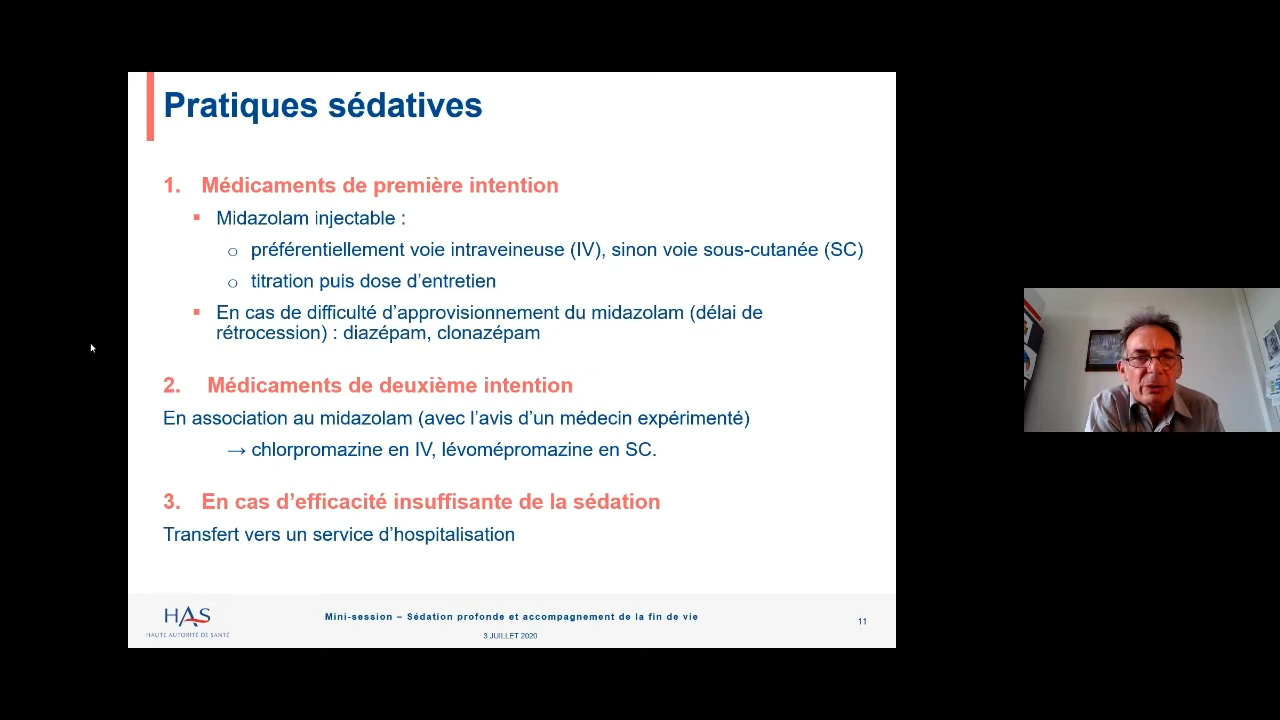 Pratiques sédatives
1. Médicaments de première intention
▪ Midazolam injectable :
o préférentiellement voie intraveineuse (IV), sinon voie sous-cutanée (SC)
o titration puis dose d’entretien
▪ En cas de difficulté d’approvisionnement du midazolam (délai de
rétrocession) : diazépam, clonazépam
2. Médicaments de deuxième intention
En association au midazolam (avec l’avis d’un médecin expérimenté)
→ chlorpromazine en IV, lévomépromazine en SC.
3. En cas d’efficacité insuffisante de la sédation
Transfert vers un service d’hospitalisation
HAS
HAUTE AUTORITÉ DE SANTÉ
Mini-session – Sédation profonde et accompagnement de la fin de vie
3 JUILLET 2020
11